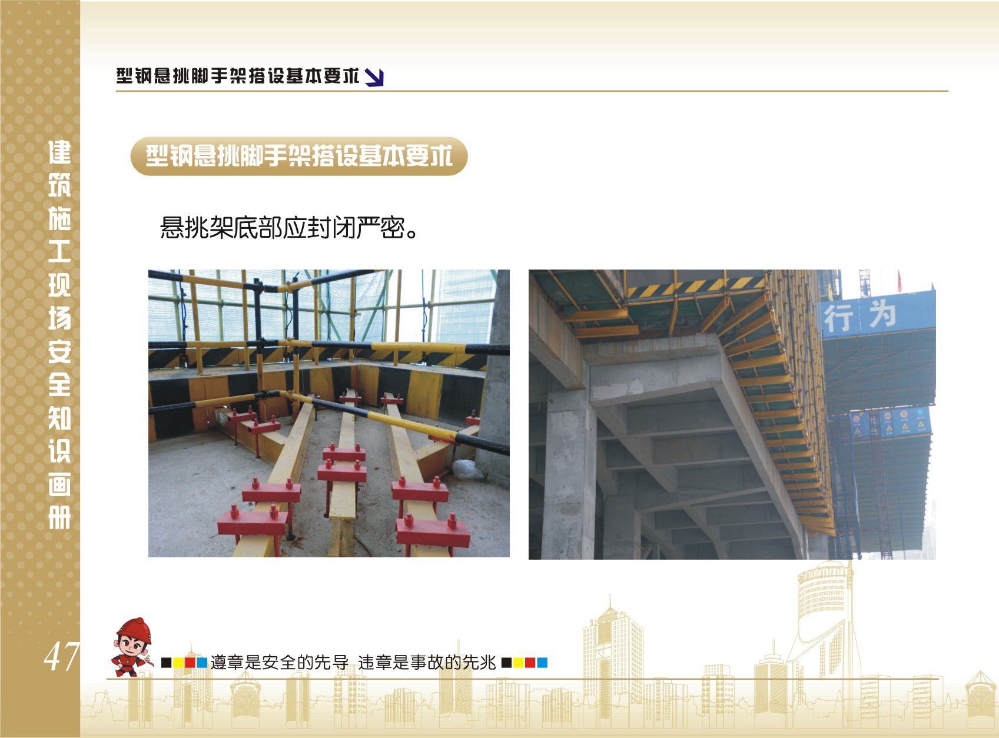 型钢悬挑脚手架搭设基本要求
型钢悬挑脚手架搭设基本要求
悬挑架底部应封闭严密。
行为
建筑施工现场安全知识画册
47
遵章是安全的先导 违章是事故的先兆